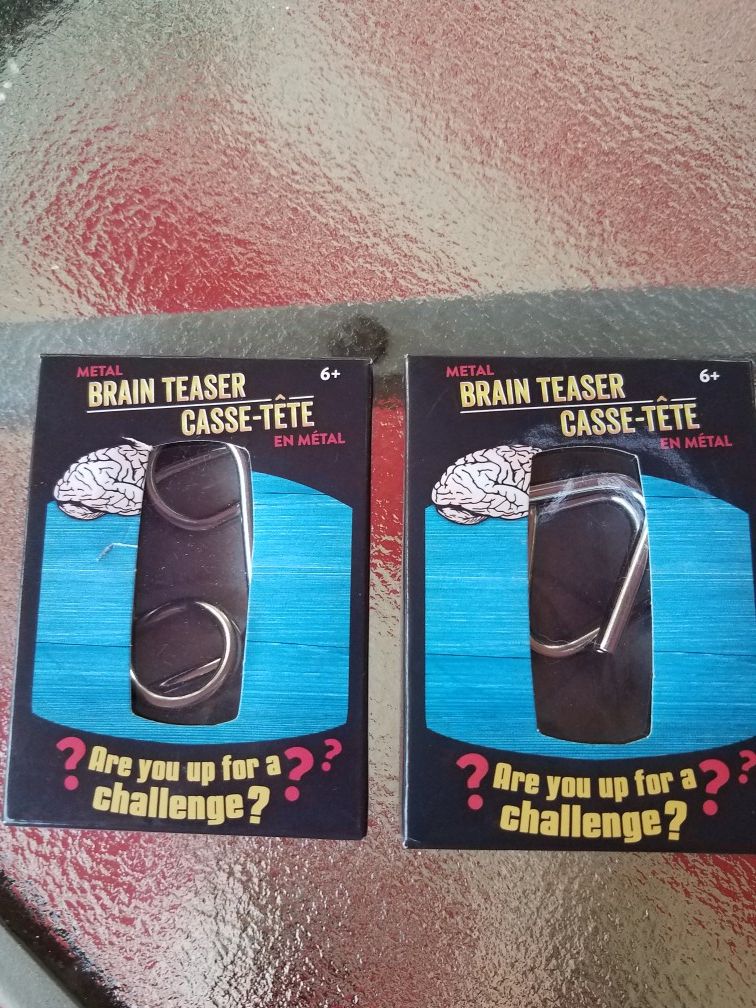 METAL
BRAIN TEASER
6+
CASSE-TÊTE
EN MÉTAL
? Are you up for a ? ?
challenge?
METAL
BRAIN TEASER
6+
CASSE-TÊTE
EN MÉTAL
? Are you up for a ? ?
challenge?